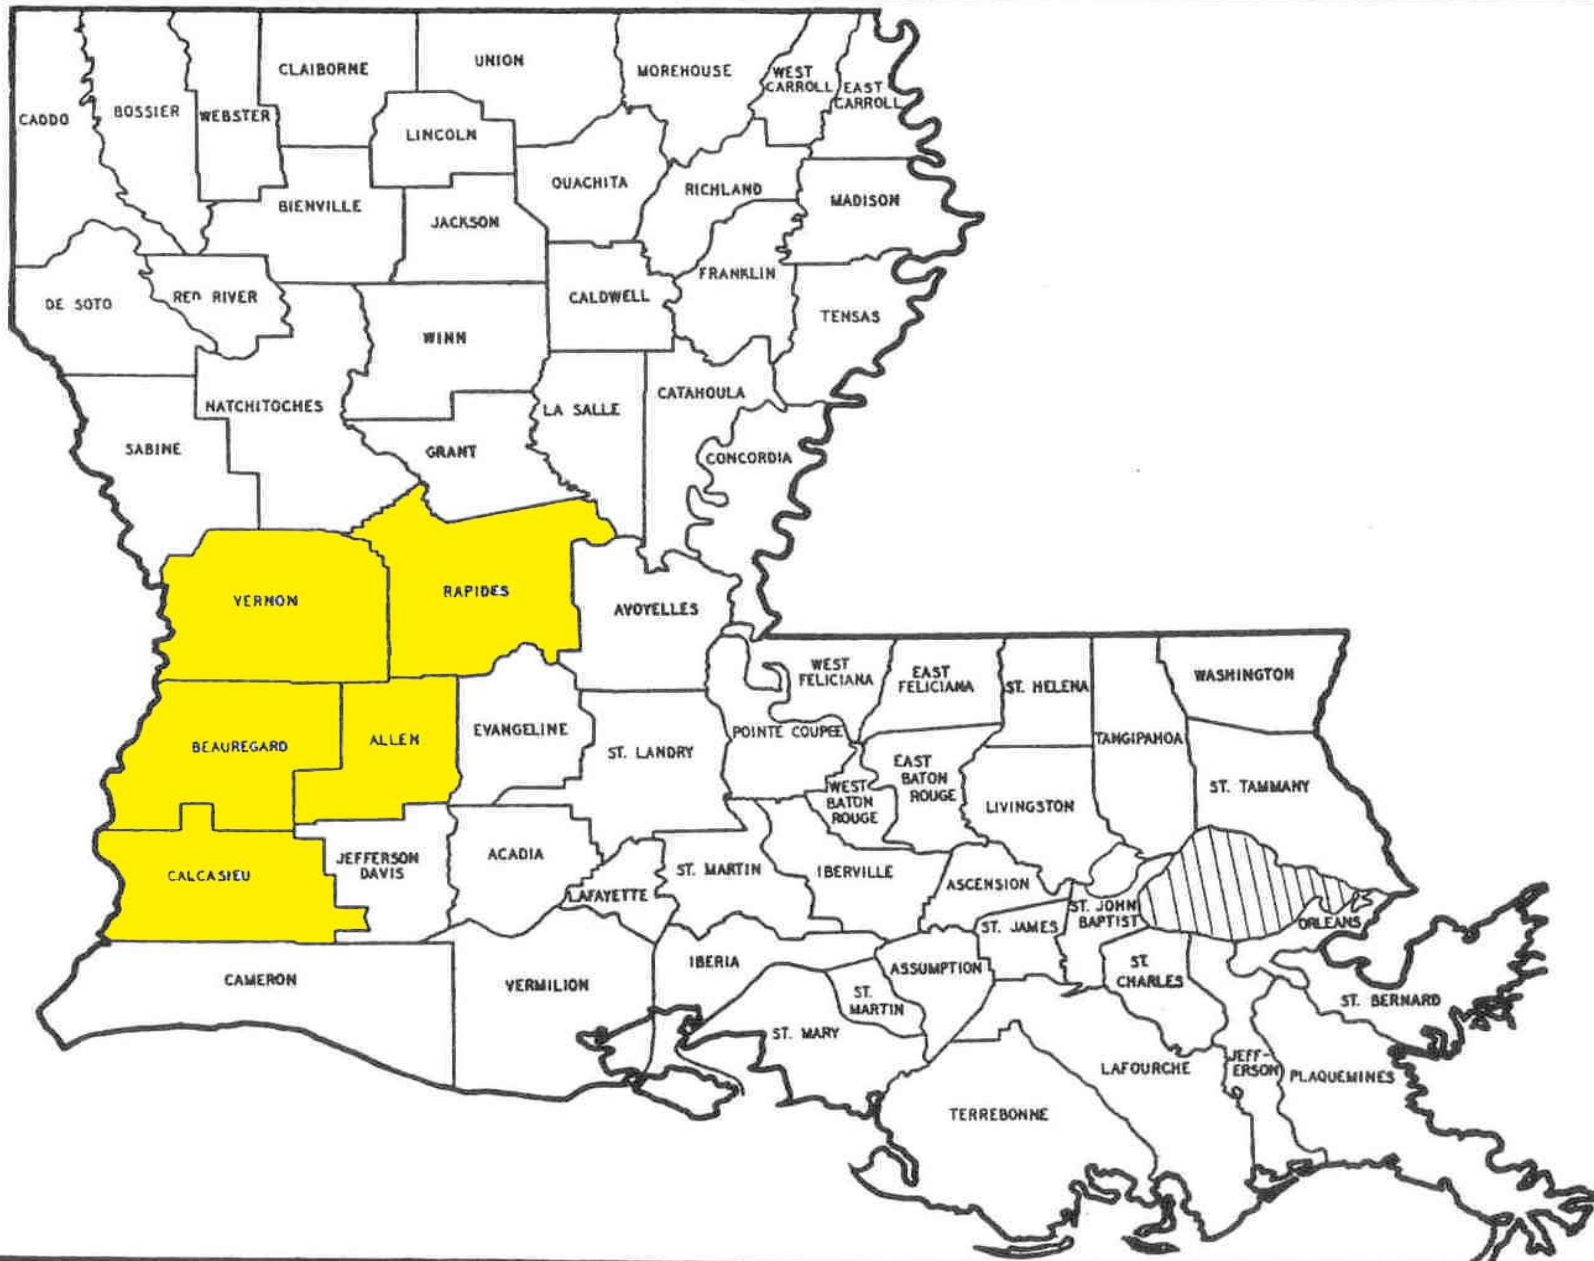 CLAIBORNE
UNION
MOREHOUSE
WEST
CARROLL
EAST
CARROLL
CADDO
BOSSIER
WEBSTER
LINCOLN
OUACHITA
RICHLAND
MADISON
BIENVILLE
JACKSON
DE SOTO
RED RIVER
CALDWELL
FRANKLIN
TENSAS
WINN
NATCHITOCHES
LA SALLE
CATAHOULA
SABINE
GRANT
CONCORDIA
VERNON
RAPIDES
AVOYELLES
WEST
FELICIANA
EAST
FELICIANA
ST. HELENA
WASHINGTON
BEAUREGARD
ALLEN
EVANGELINE
ST. LANDRY
POINTE COUPEE
TANGIPAHOA
EAST
BATON
ROUGE
WEST
BATON
ROUGE
LIVINGSTON
ST. TAMMANY
CALCASIEU
JEFFERSON
DAVIS
ACADIA
LAFAYETTE
ST. MARTIN
IBERVILLE
ASCENSION
ST. JAMES
ST. JOHN
BAPTIST
ORLEANS
CAMERON
VERMILION
IBERIA
ASSUMPTION
ST.
MARTIN
ST.
CHARLES
ST. BERNARD
ST. MARY
LAFOURCHE
JEFF-
ERSON
PLAQUEMINES
TERREBONNE